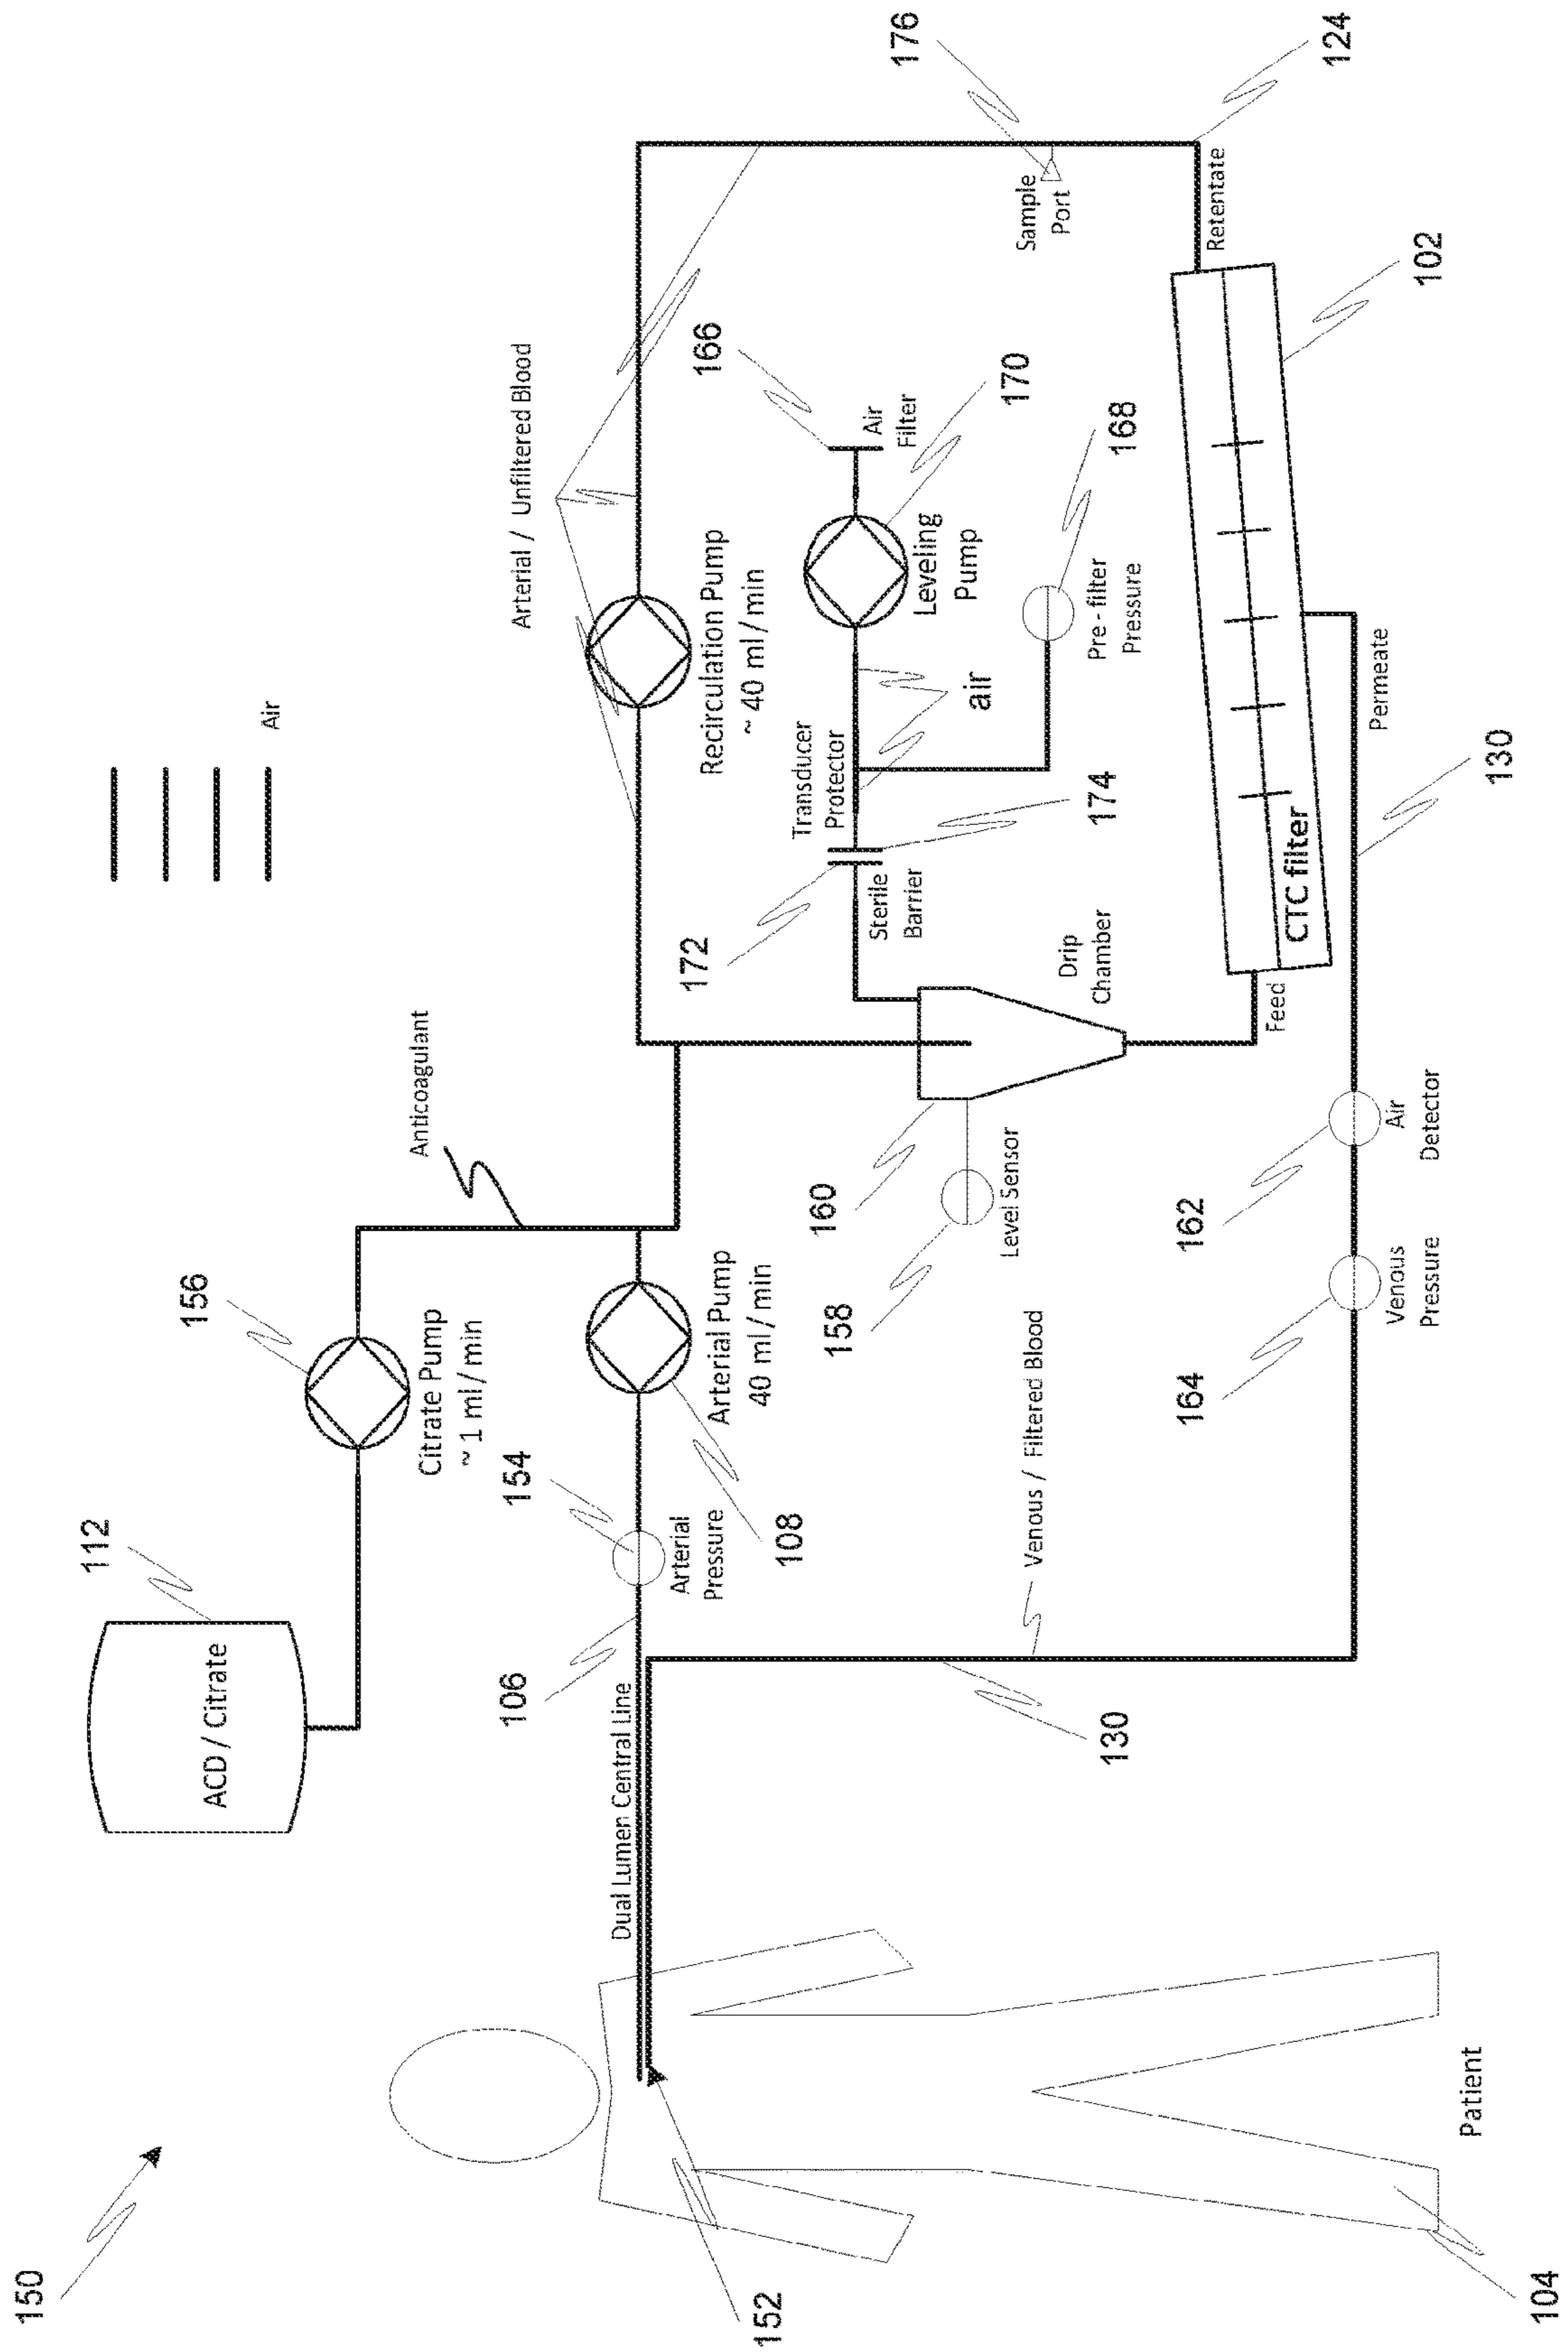 150
112
ACD / Citrate
156
Citrate Pump
~ 1 ml / min
Anticoagulant
Air
Arterial / Unfiltered Blood
154
Arterial
Pressure
106
Dual Lumen Central Line
108
Arterial Pump
40 ml / min
Recirculation Pump
~ 40 ml / min
152
172
Sterile
Barrier
Transducer
Protector
174
air
Leveling
Pump
170
166
Air
Filter
168
Pre - filter
Pressure
176
Sample
Port
124
Retentate
160
158
Level Sensor
Drip
Chamber
Feed
CTC filter
102
Permeate
130
162
Air
Detector
164
Venous
Pressure
Venous / Filtered Blood
130
Patient
104